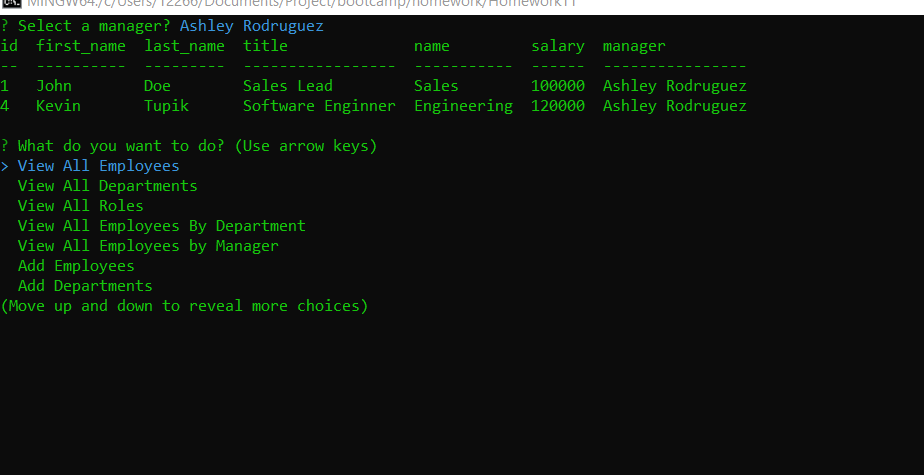 MINGW64:/c/Users/12266/Documents/Project/bootcamp/homework/Homework11
? Select a manager? Ashley Rodruguez
id  first_name  last_name  title              name         salary  manager
--  ----------  ---------  -----------------  -----------  ------  ----------------
1   John        Doe        Sales Lead         Sales        100000  Ashley Rodruguez
4   Kevin       Tupik      Software Enginner  Engineering  120000  Ashley Rodruguez
? What do you want to do? (Use arrow keys)
> View All Employees
  View All Departments
  View All Roles
  View All Employees By Department
  View All Employees by Manager
  Add Employees
  Add Departments
(Move up and down to reveal more choices)